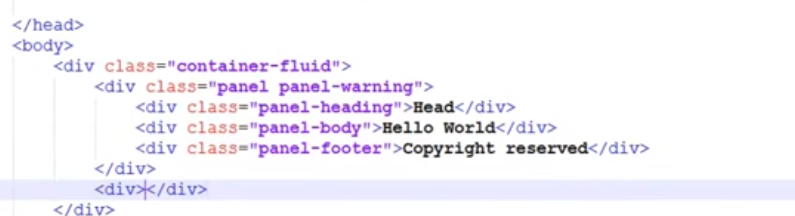 </head>
<body>
<div class="container-fluid">
<div class="panel panel-warning">
<div class="panel-heading">Head</div>
<div class="panel-body">Hello World</div>
<div class="panel-footer">Copyright reserved</div>
</div>
<div></div>
</div>